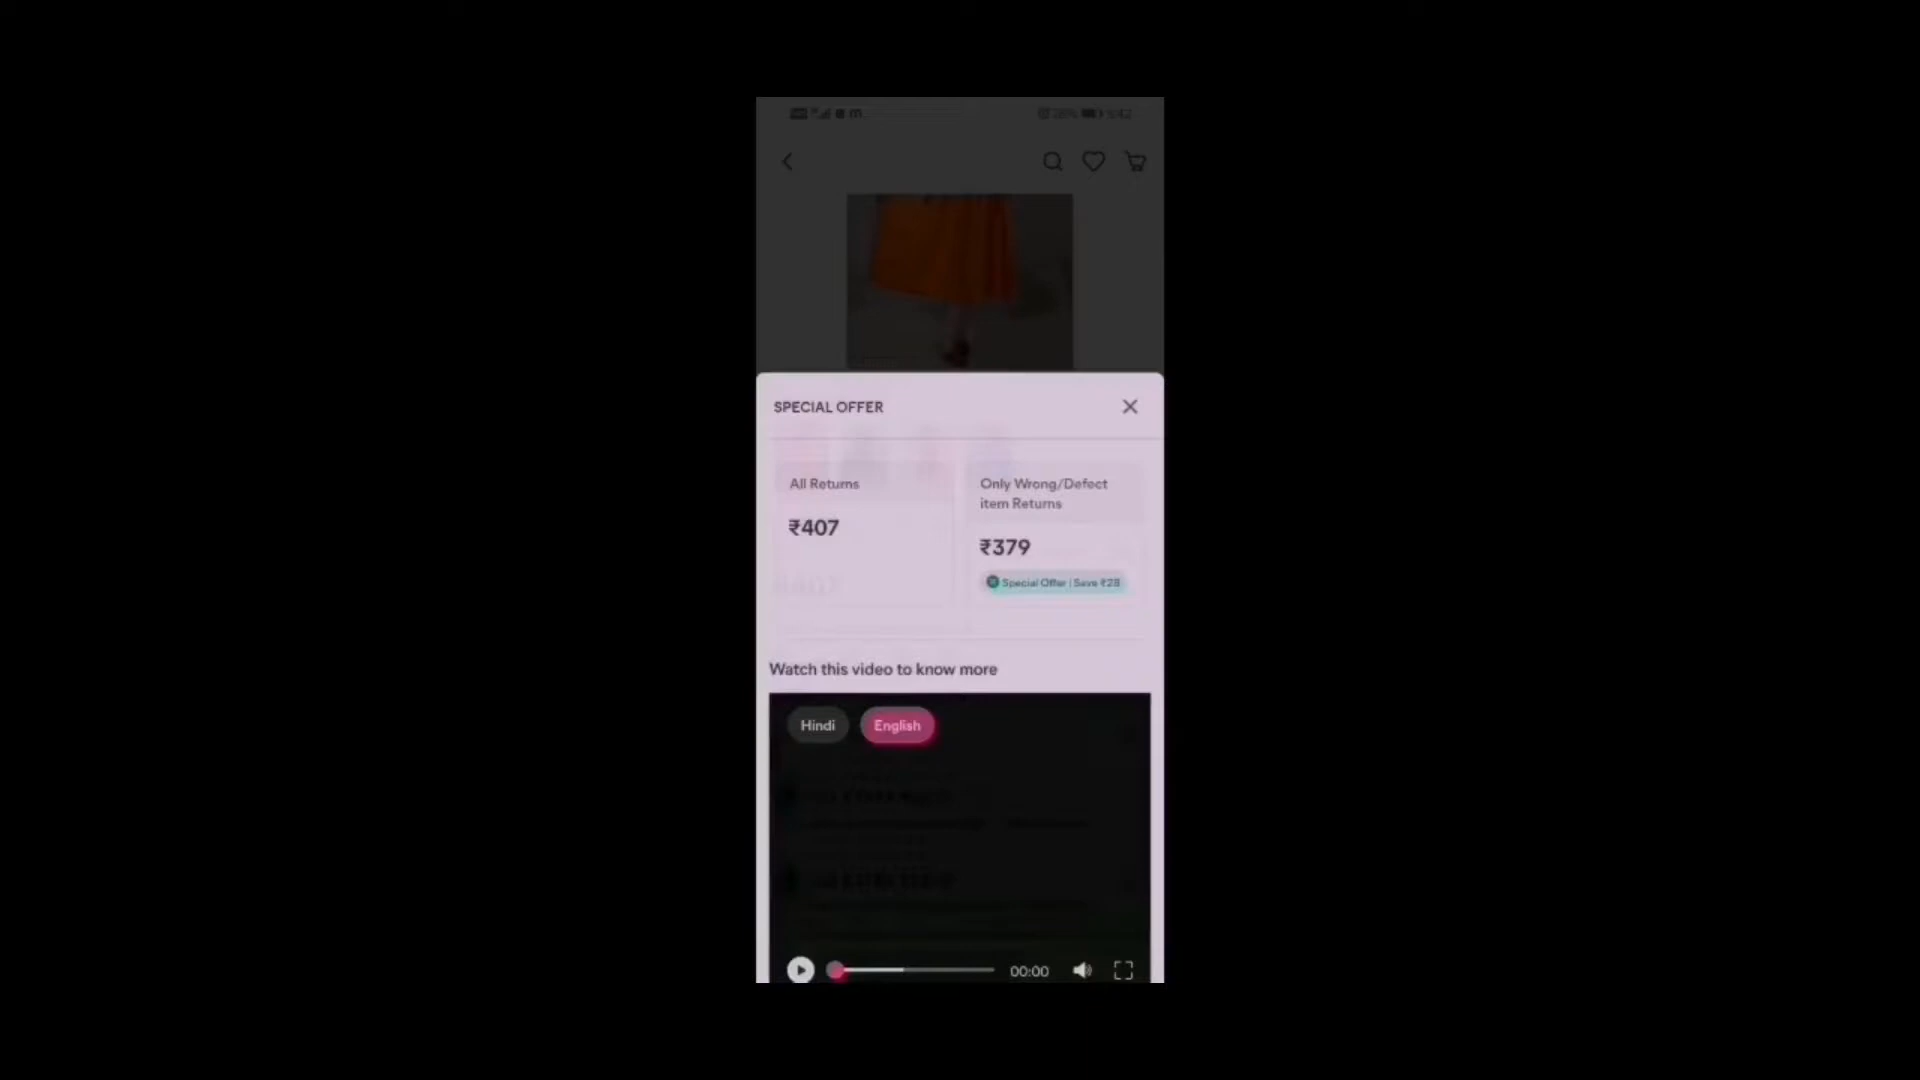 SPECIAL OFFER
All Returns
₹407
Only Wrong/Defect
item Returns
₹379
Special Offer | Save ₹28
Watch this video to know more
Hindi
English
00:00